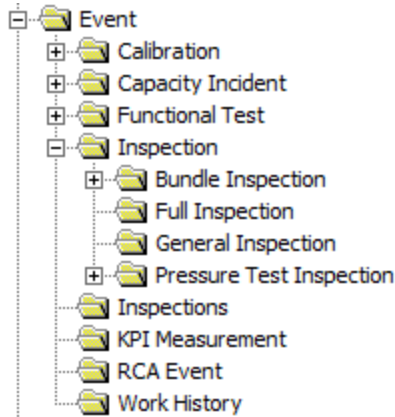 Event
Calibration
Capacity Incident
Functional Test
Inspection
Bundle Inspection
Full Inspection
General Inspection
Pressure Test Inspection
Inspections
KPI Measurement
RCA Event
Work History